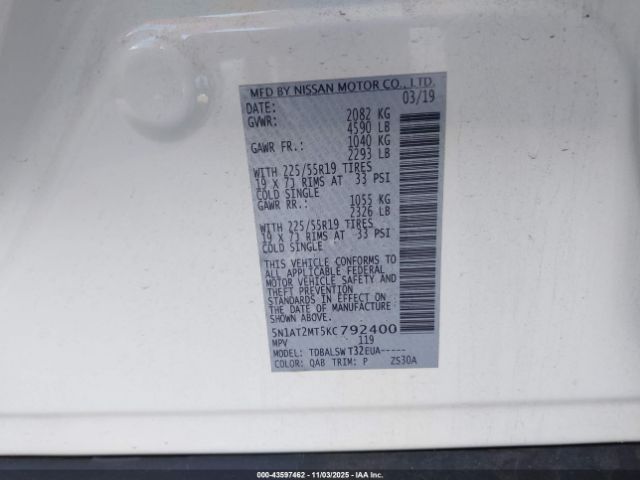 MFD BY NISSAN MOTOR CO., LTD.
DATE: 03/19
GVWR: 2082 KG
4590 LB
GAWR FR.: 1040 KG
2293 LB
WITH 225/55R19 TIRES
19 X 7J RIMS AT 33 PSI
COLD SINGLE
GAWR RR.: 1055 KG
2326 LB
WITH 225/55R19 TIRES
19 X 7J RIMS AT 33 PSI
COLD SINGLE
THIS VEHICLE CONFORMS TO
ALL APPLICABLE FEDERAL
MOTOR VEHICLE SAFETY AND
THEFT PREVENTION
STANDARDS IN EFFECT ON
THE DATE OF MANUFACTURE
SHOWN ABOVE.
5N1AT2MT5KC792400
MPV 119
MODEL: TDBALSWT32EUA-----
COLOR: QAB TRIM: P ZS30A
000-43597462 - 11/03/2025 - IAA Inc.